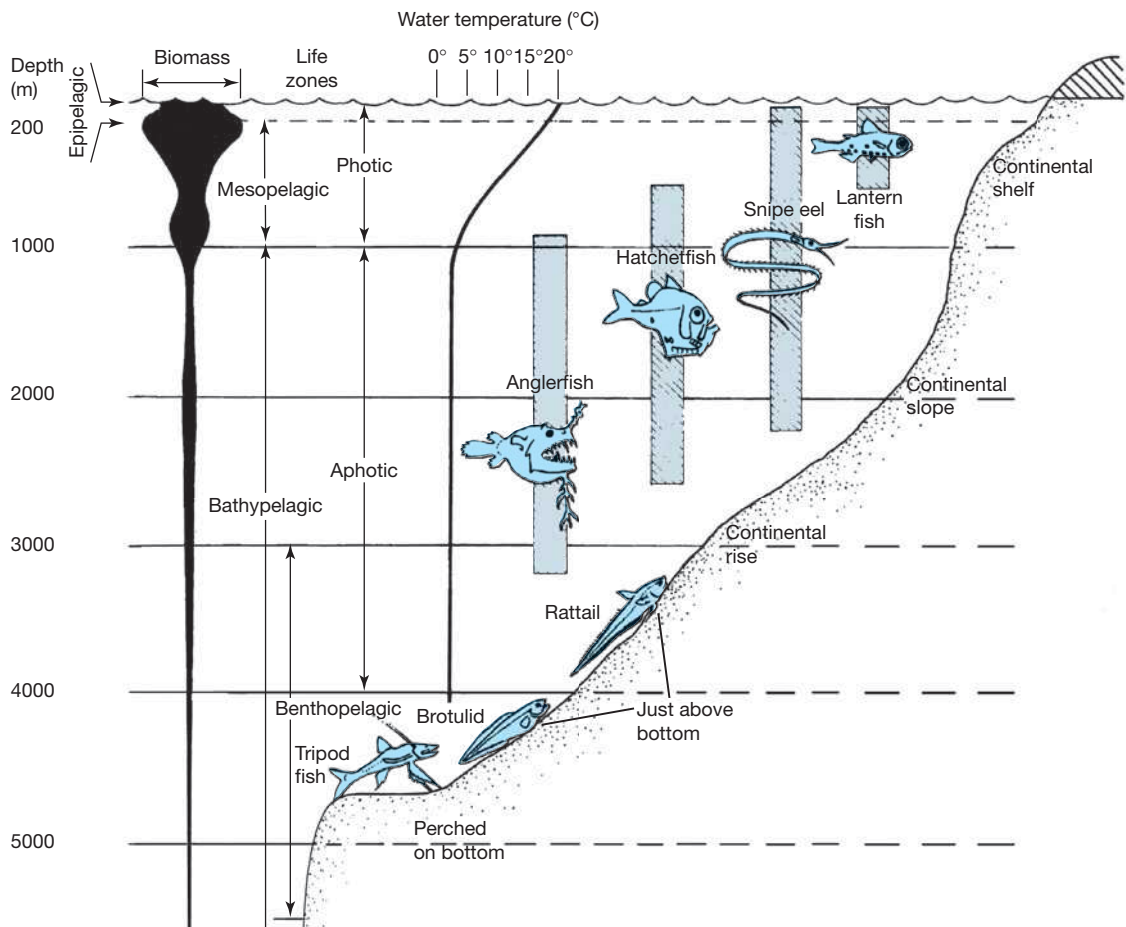 Water temperature (°C)
Depth
(m)
Epipelagic
Biomass
Life
zones
0° 5° 10° 15° 20°
200
Photic
Mesopelagic
Continental
shelf
Lantern
fish
Snipe eel
1000
Hatchetfish
Anglerfish
2000
Continental
slope
Aphotic
Bathypelagic
Continental
rise
3000
Rattail
4000
Benthopelagic
Brotulid
Just above
bottom
Tripod
fish
Perched
on bottom
5000